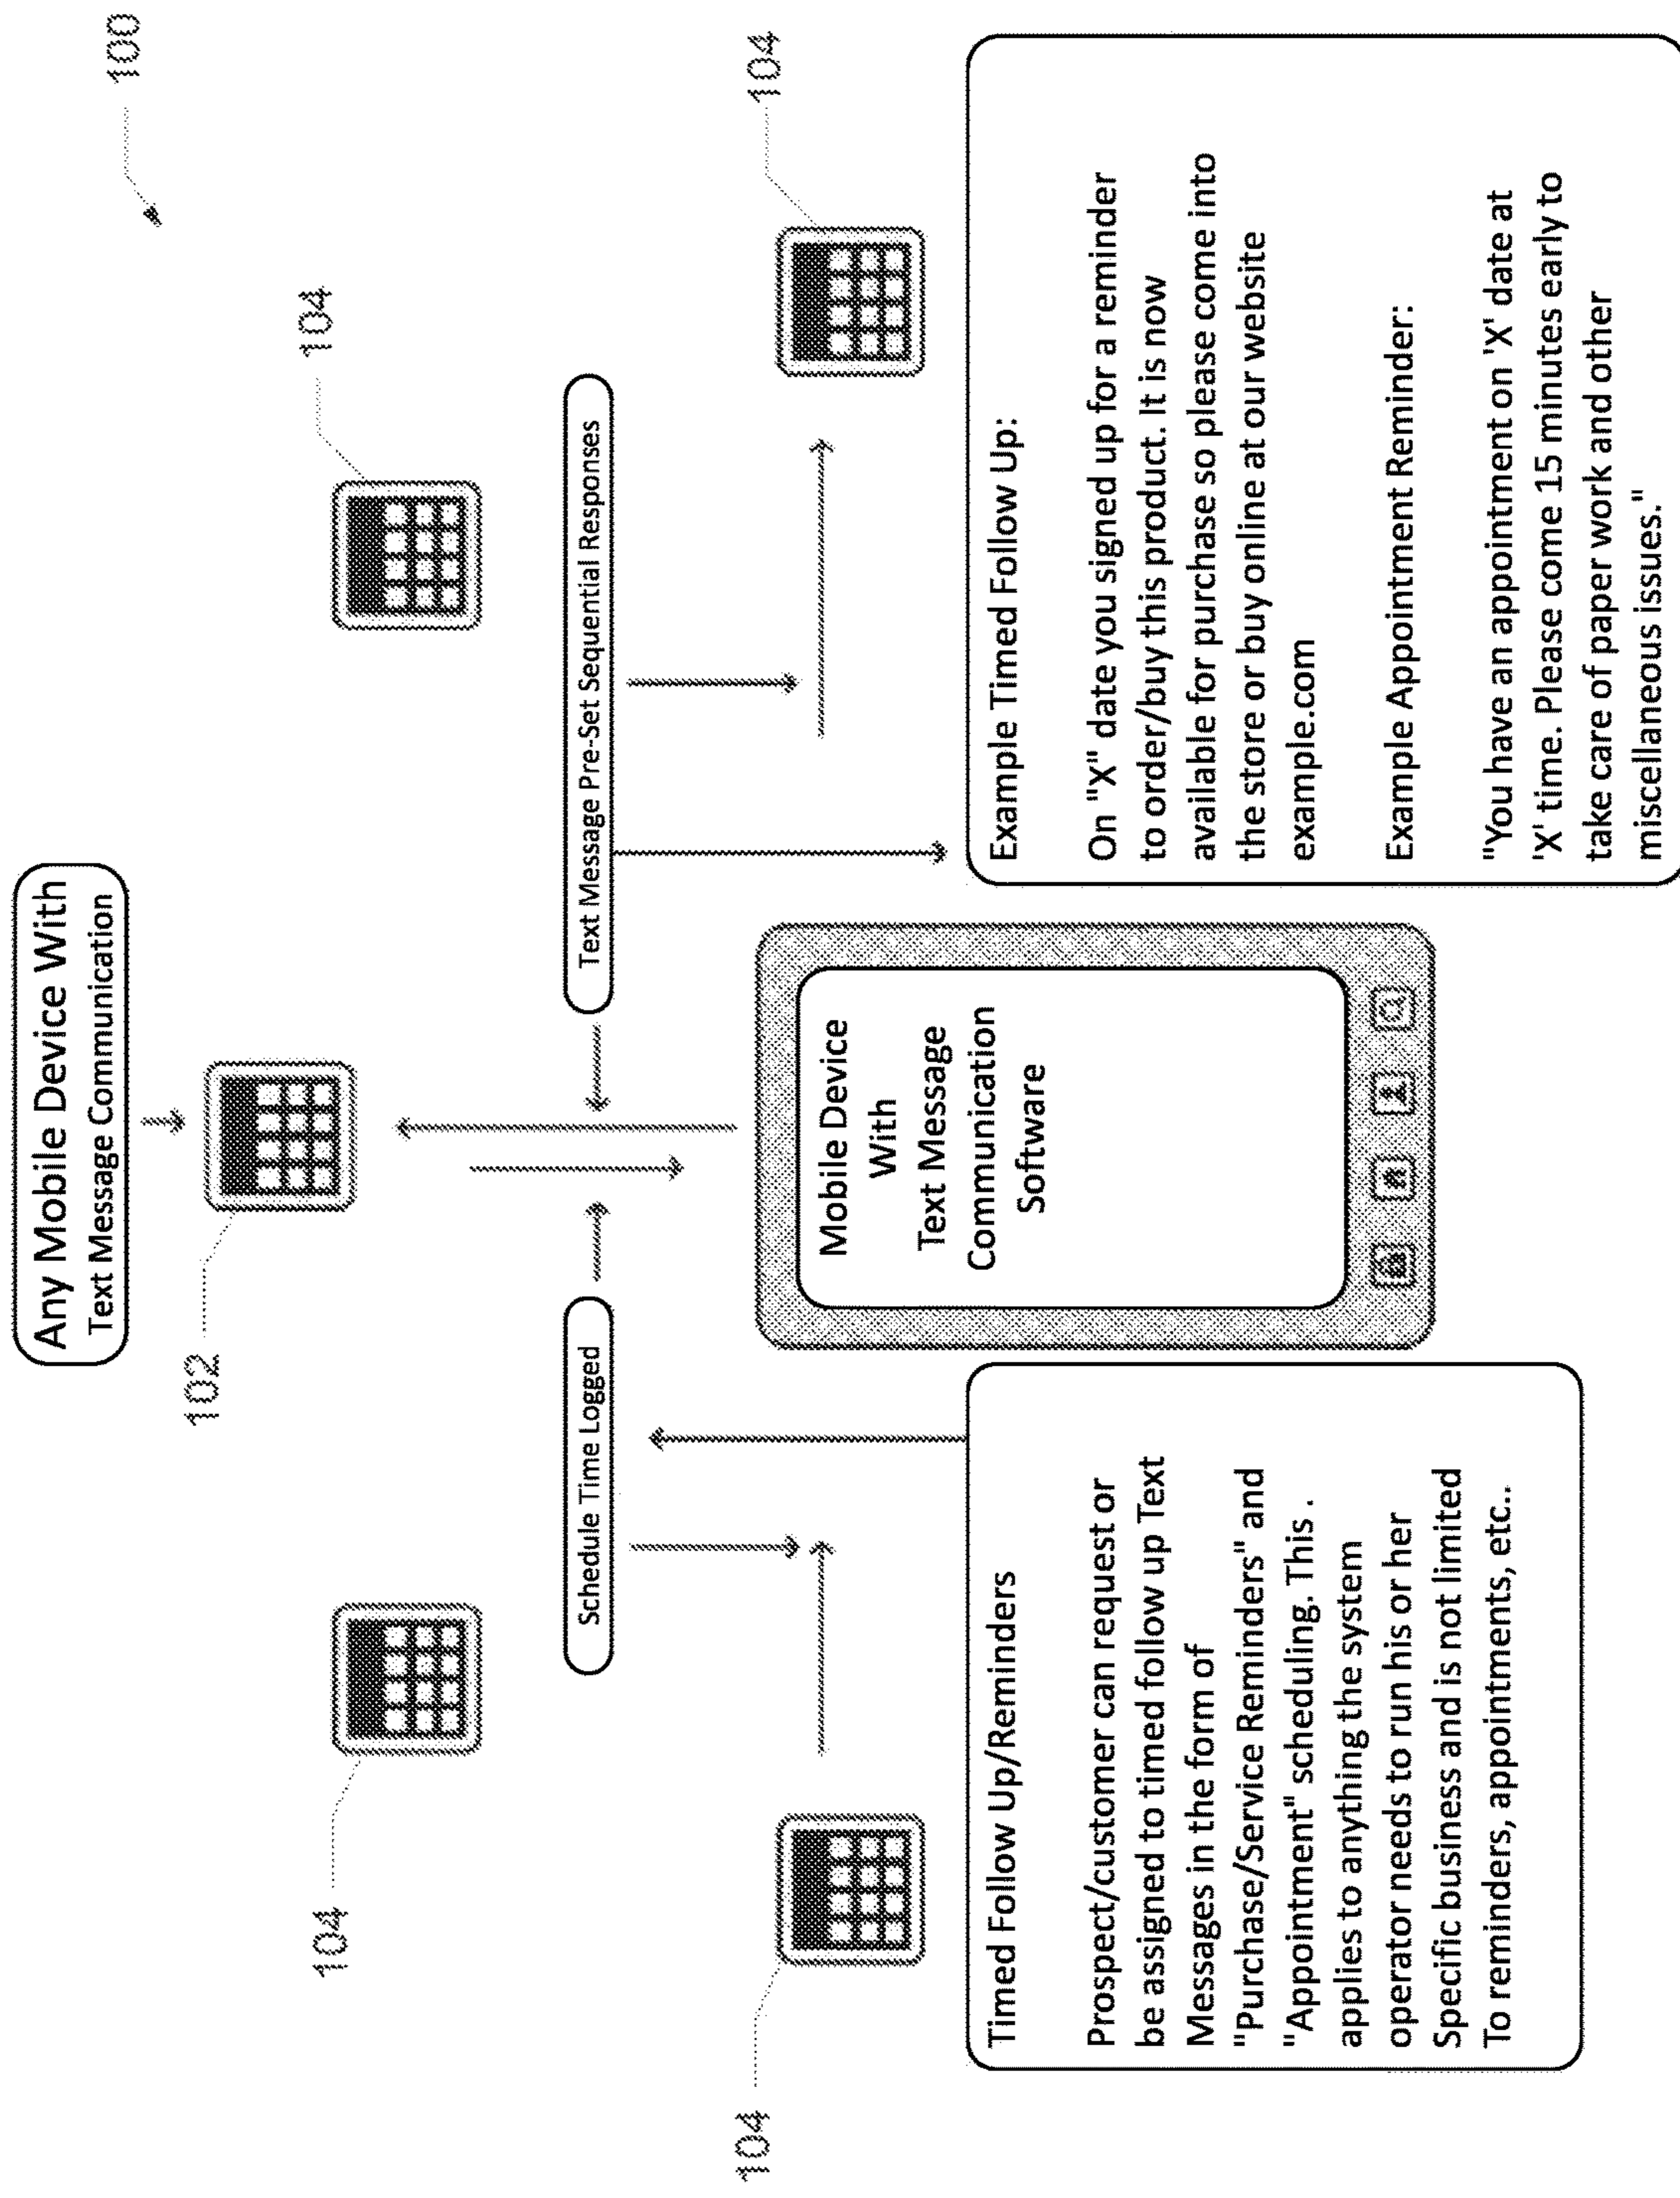 100
Any Mobile Device With
Text Message Communication
102
104
104
Schedule Time Logged
Text Message Pre-Set Sequential Responses
104
104
Mobile Device
With
Text Message
Communication
Software
Timed Follow Up/Reminders
Prospect/customer can request or
be assigned to timed follow up Text
Messages in the form of
"Purchase/Service Reminders" and
"Appointment" scheduling. This .
applies to anything the system
operator needs to run his or her
Specific business and is not limited
To reminders, appointments, etc..
Example Timed Follow Up:
On "X" date you signed up for a reminder
to order/buy this product. It is now
available for purchase so please come into
the store or buy online at our website
example.com
Example Appointment Reminder:
"You have an appointment on 'X' date at
'X' time. Please come 15 minutes early to
take care of paper work and other
miscellaneous issues."